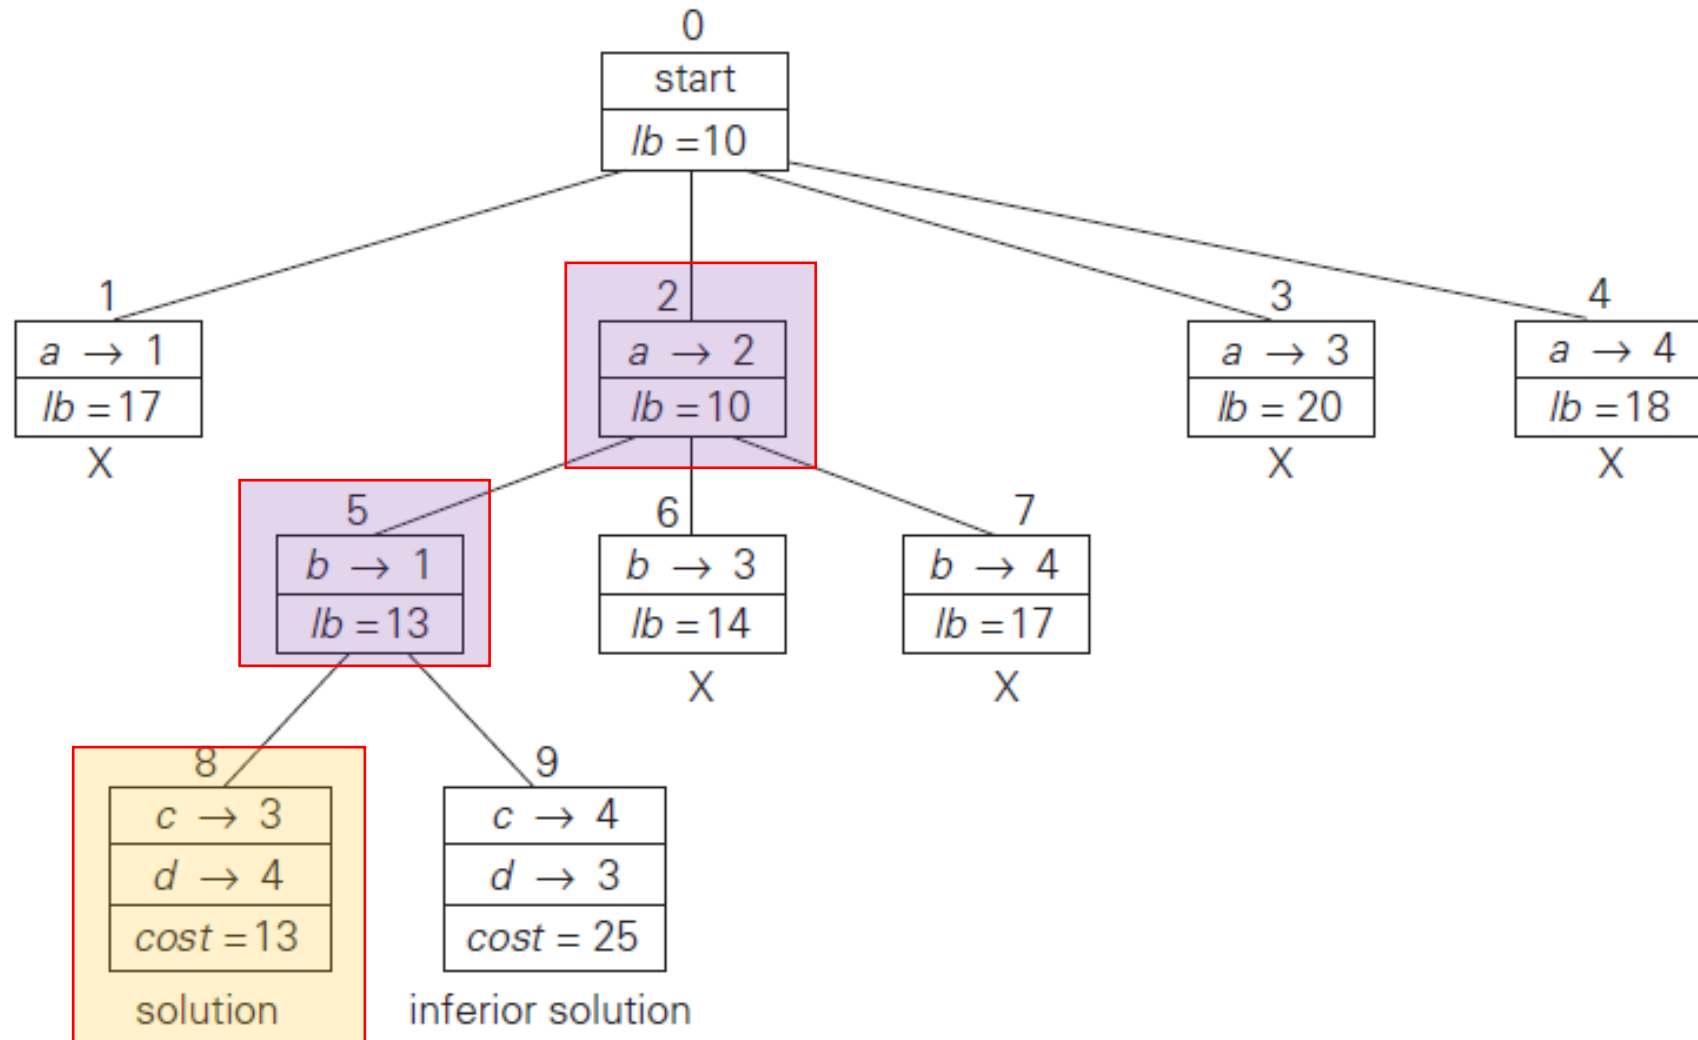 0
start
lb = 10
1
a → 1
lb = 17
X
2
a → 2
lb = 10
3
a → 3
lb = 20
X
4
a → 4
lb = 18
X
5
b → 1
lb = 13
6
b → 3
lb = 14
X
7
b → 4
lb = 17
X
8
c → 3
d → 4
cost = 13
solution
9
c → 4
d → 3
cost = 25
inferior solution